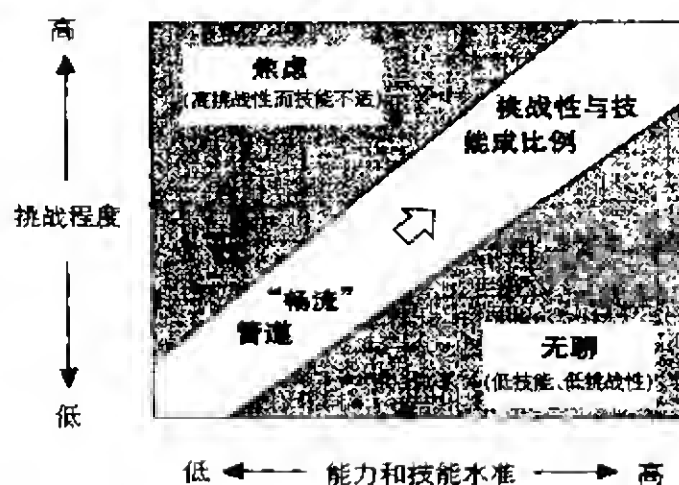 高
焦虑
(高挑战性而技能不适)
挑战性与技
能成比例
挑战程度
“畅流”
管道
无聊
(低技能、低挑战性)
低
低 能力和技能水准 高